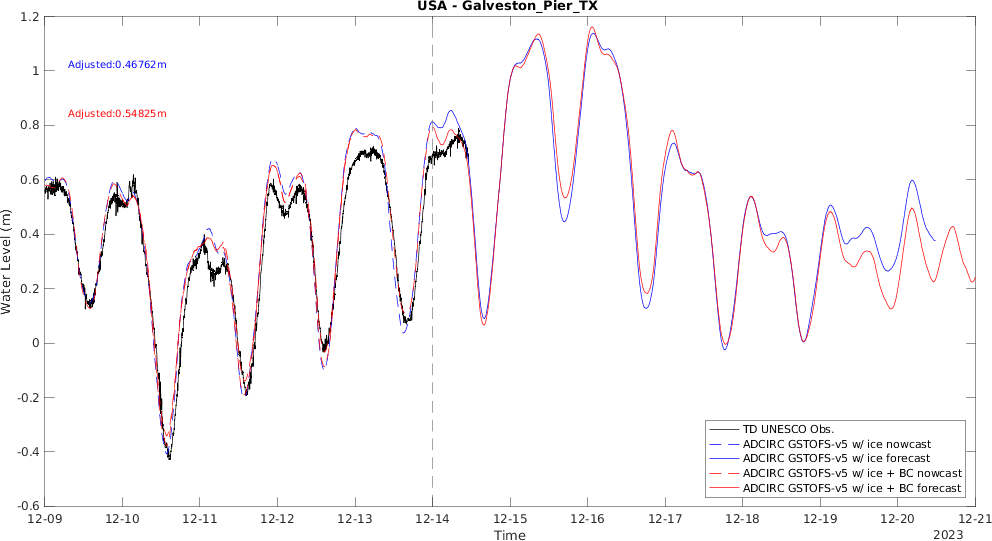 USA - Galveston_Pier_TX
1.2
1
0.8
0.6
0.4
0.2
0
-0.2
-0.4
-0.6
Water Level (m)
Adjusted:0.46762m
Adjusted:0.54825m
TD UNESCO Obs.
ADCIRC GSTOFS-v5 w/ ice nowcast
ADCIRC GSTOFS-v5 w/ ice forecast
ADCIRC GSTOFS-v5 w/ ice + BC nowcast
ADCIRC GSTOFS-v5 w/ ice + BC forecast
12-09 12-10 12-11 12-12 12-13 12-14 12-15 12-16 12-17 12-18 12-19 12-20 12-21
Time
2023